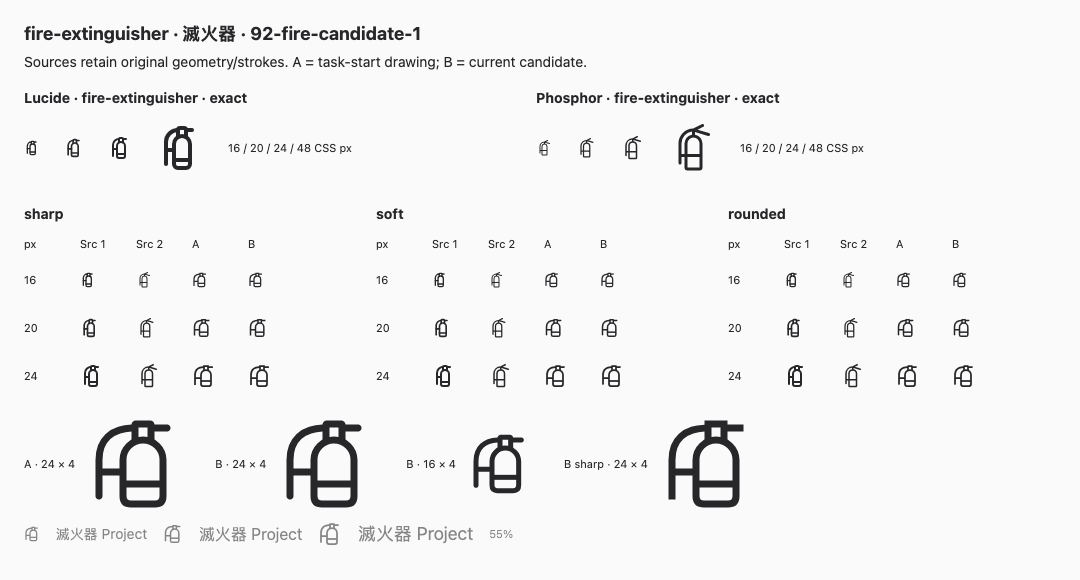 fire-extinguisher · 滅火器 · 92-fire-candidate-1
Sources retain original geometry/strokes. A = task-start drawing; B = current candidate.
Lucide · fire-extinguisher · exact
Phosphor · fire-extinguisher · exact
16 / 20 / 24 / 48 CSS px
16 / 20 / 24 / 48 CSS px
sharp
soft
rounded
px Src 1 Src 2 A B
px Src 1 Src 2 A B
px Src 1 Src 2 A B
16
16
16
20
20
20
24
24
24
A · 24 × 4
B · 24 × 4
B · 16 × 4
B sharp · 24 × 4
滅火器 Project
滅火器 Project
滅火器 Project
55%